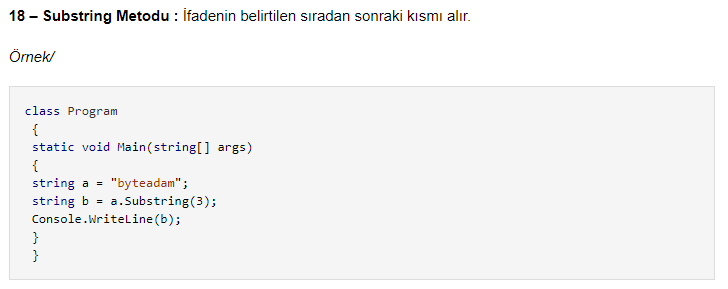 18 – Substring Metodu : İfadenin belirtilen sıradan sonraki kısmı alır.
Örnek/
class Program
{
static void Main(string[] args)
{
string a = "byteadam";
string b = a.Substring(3);
Console.WriteLine(b);
}
}